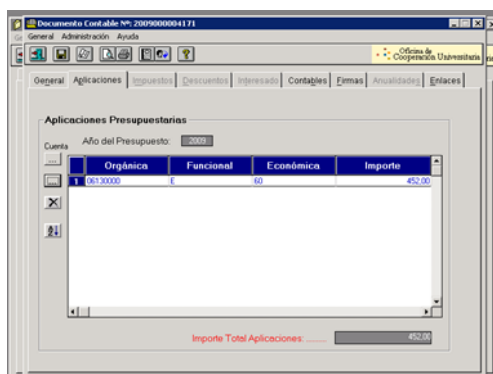 Documento Contable Nº: 2009000004171
General Administración Ayuda
Oficina de
Cooperación Universitaria
General Aplicaciones Impuestos Descuentos Interesado Contables Firmas Anualidades Enlaces
Aplicaciones Presupuestarias
Cuenta
Año del Presupuesto: 2009
Orgánica Funcional Económica Importe
1 06130000 E 60 452,00
Importe Total Aplicaciones: ......... 452,00